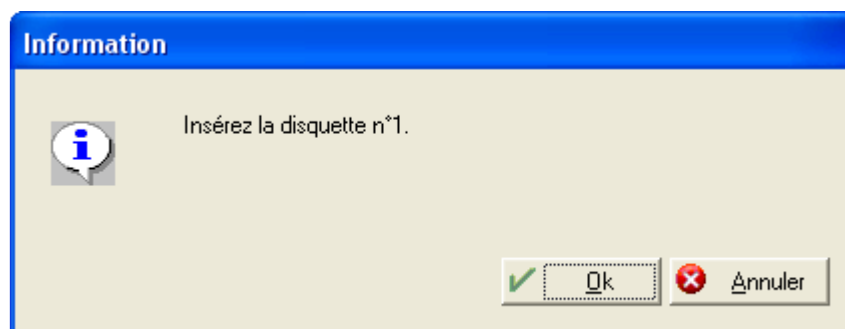 Information
Insérez la disquette n°1.
Ok
Annuler